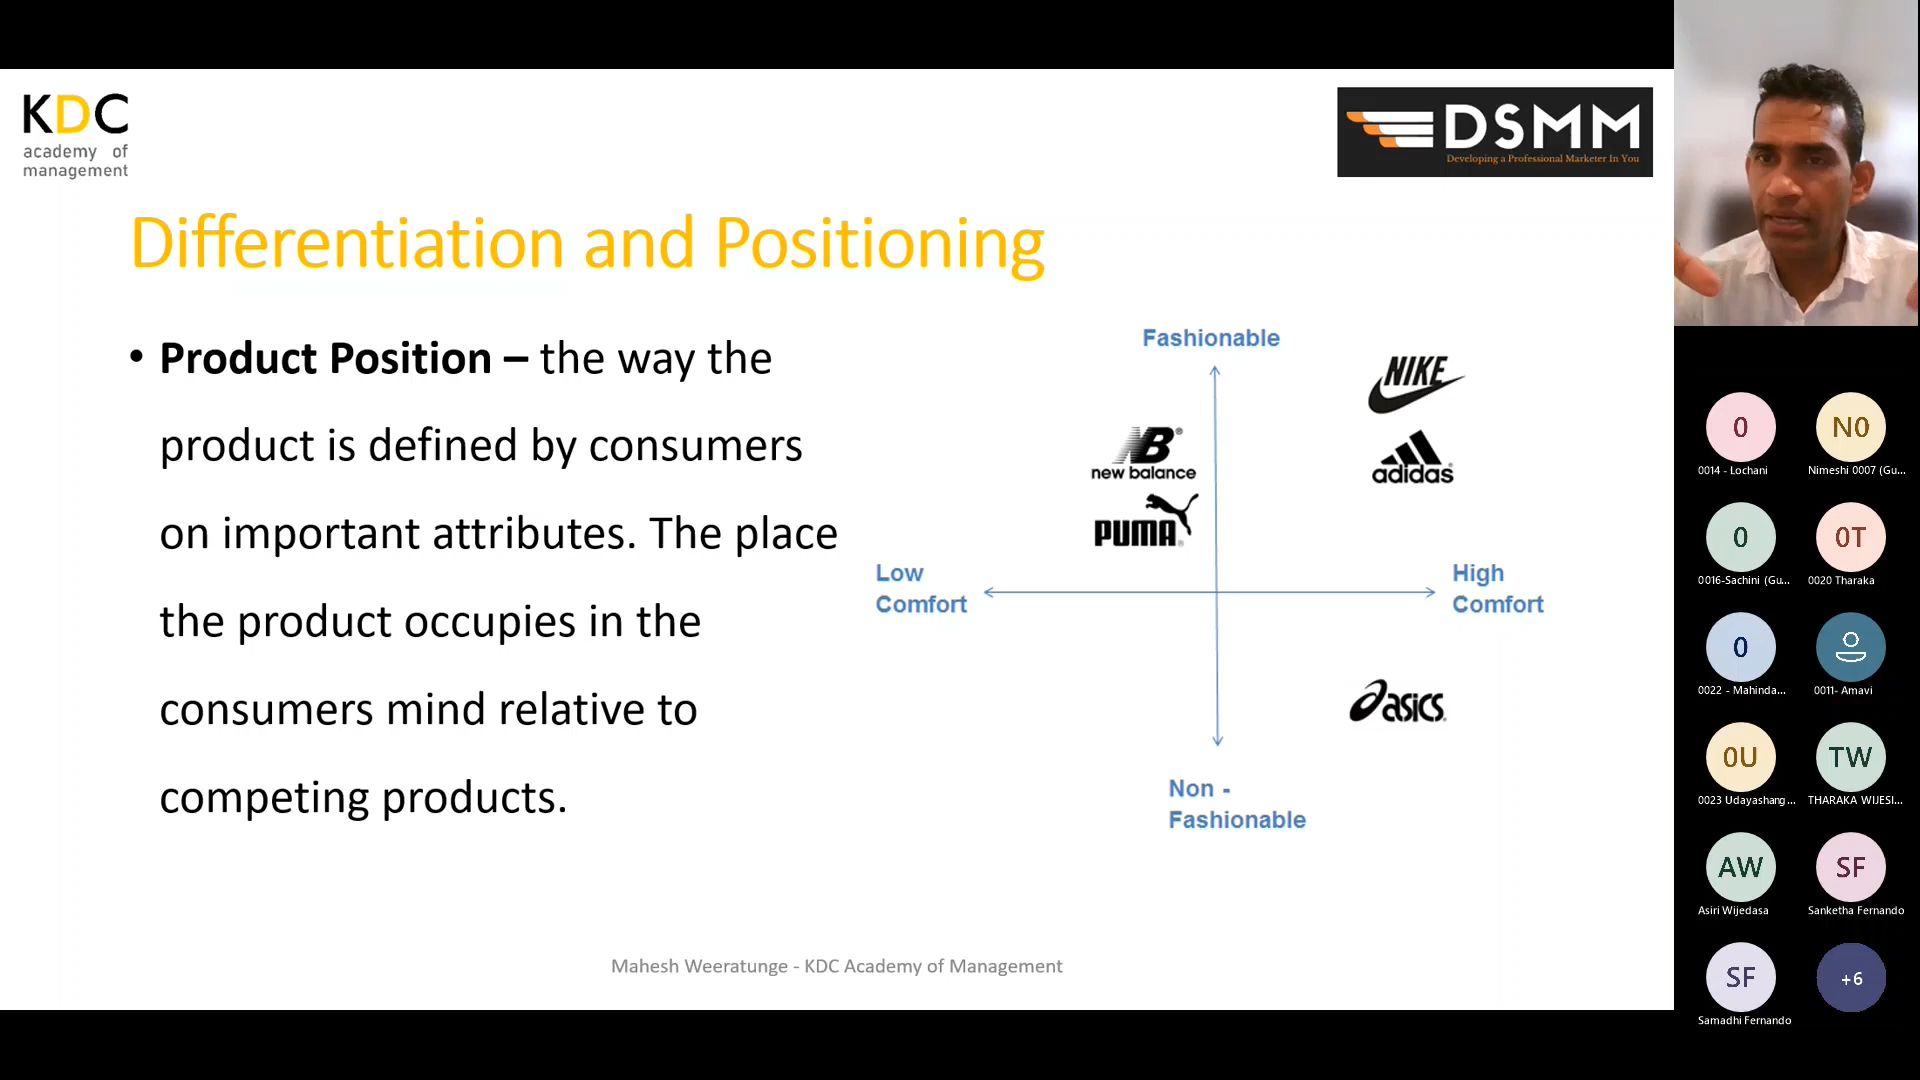 KDC
academy of
management
DSMM
Developing a Professional Marketer In You
Differentiation and Positioning
• Product Position – the way the
product is defined by consumers
on important attributes. The place
the product occupies in the
consumers mind relative to
competing products.
Fashionable
NIKE
NB®
new balance
adidas
PUMA®
Low
Comfort
High
Comfort
asics
Non -
Fashionable
Mahesh Weeratunge - KDC Academy of Management
0
N0
0014 - Lochani
Nimeshi 0007 (Gu...
0
0T
0016-Sachini (Gu...
0020 Tharaka
0
0022 - Mahinda...
0011- Amavi
0U
TW
0023 Udayashang...
THARAKA WIJESI...
AW
SF
Asiri Wijedasa
Sanketha Fernando
SF
+6
Samadhi Fernando